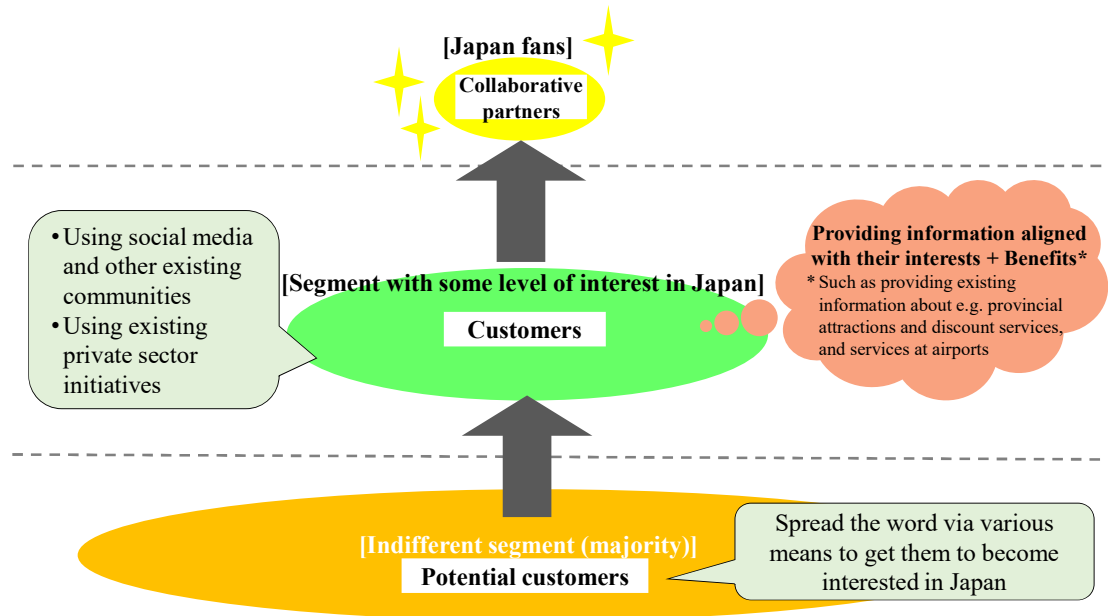 [Japan fans]
Collaborative
partners
• Using social media
and other existing
communities
• Using existing
private sector
initiatives
[Segment with some level of interest in Japan]
Customers
Providing information aligned
with their interests + Benefits*
* Such as providing existing
information about e.g. provincial
attractions and discount services,
and services at airports
[Indifferent segment (majority)]
Potential customers
Spread the word via various
means to get them to become
interested in Japan